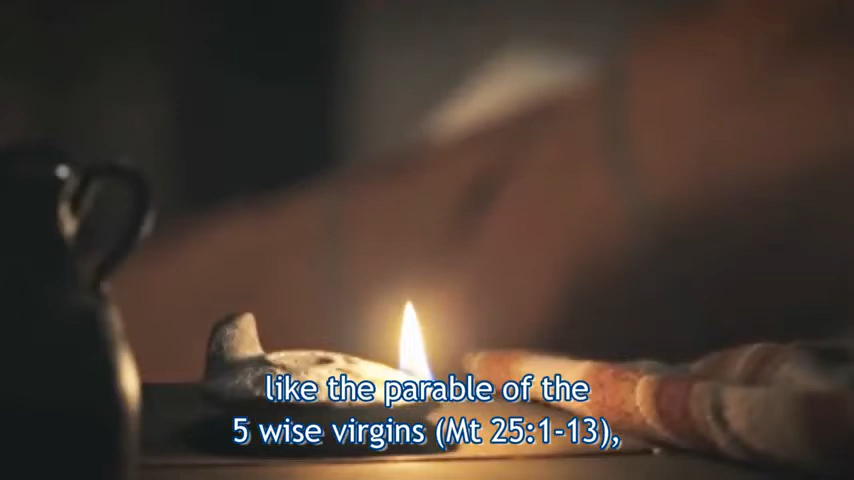 like the parable of the
5 wise virgins (Mt 25:1-13),